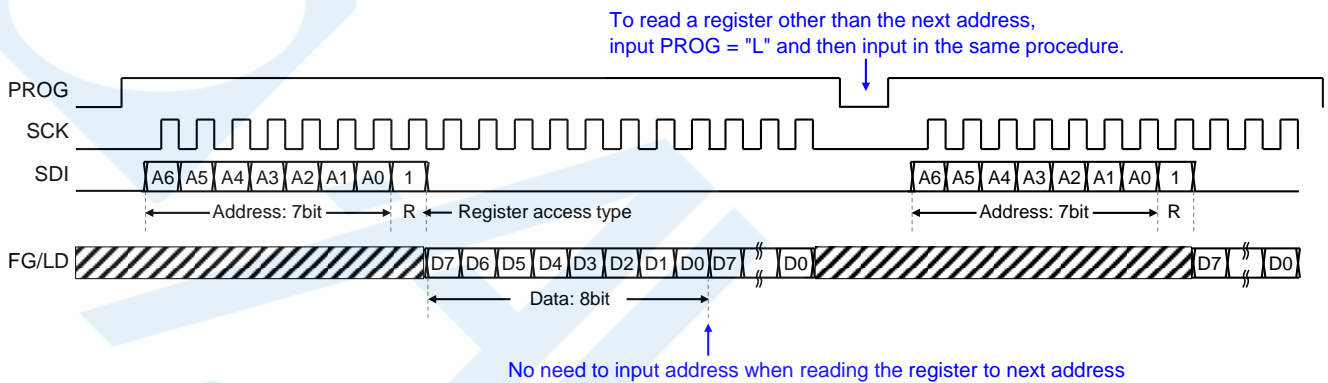 To read a register other than the next address,
input PROG = "L" and then input in the same procedure.
PROG
SCK
SDI
A6 A5 A4 A3 A2 A1 A0 1 A6 A5 A4 A3 A2 A1 A0 1
Address: 7bit R Register access type Address: 7bit R
FG/LD
D7 D6 D5 D4 D3 D2 D1 D0 D7 D0 D7 D0
Data: 8bit
No need to input address when reading the register to next address